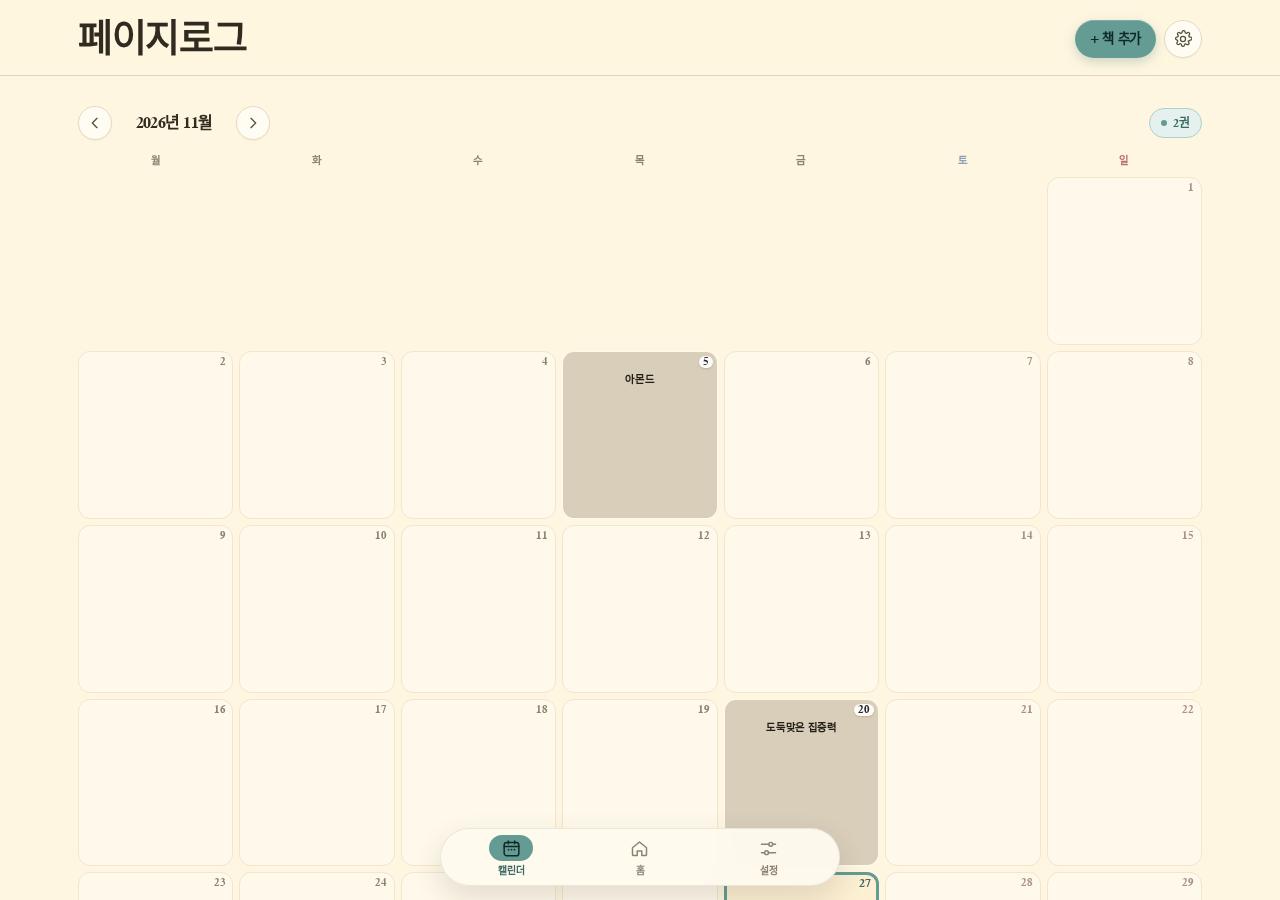 페이지로그
+ 책 추가
2026년 11월
2권
월 화 수 목 금 토 일
1
2 3 4 5 6 7 8
아몬드
9 10 11 12 13 14 15
16 17 18 19 20 21 22
도둑맞은 집중력
23 24 27 28 29
캘린더 홈 설정